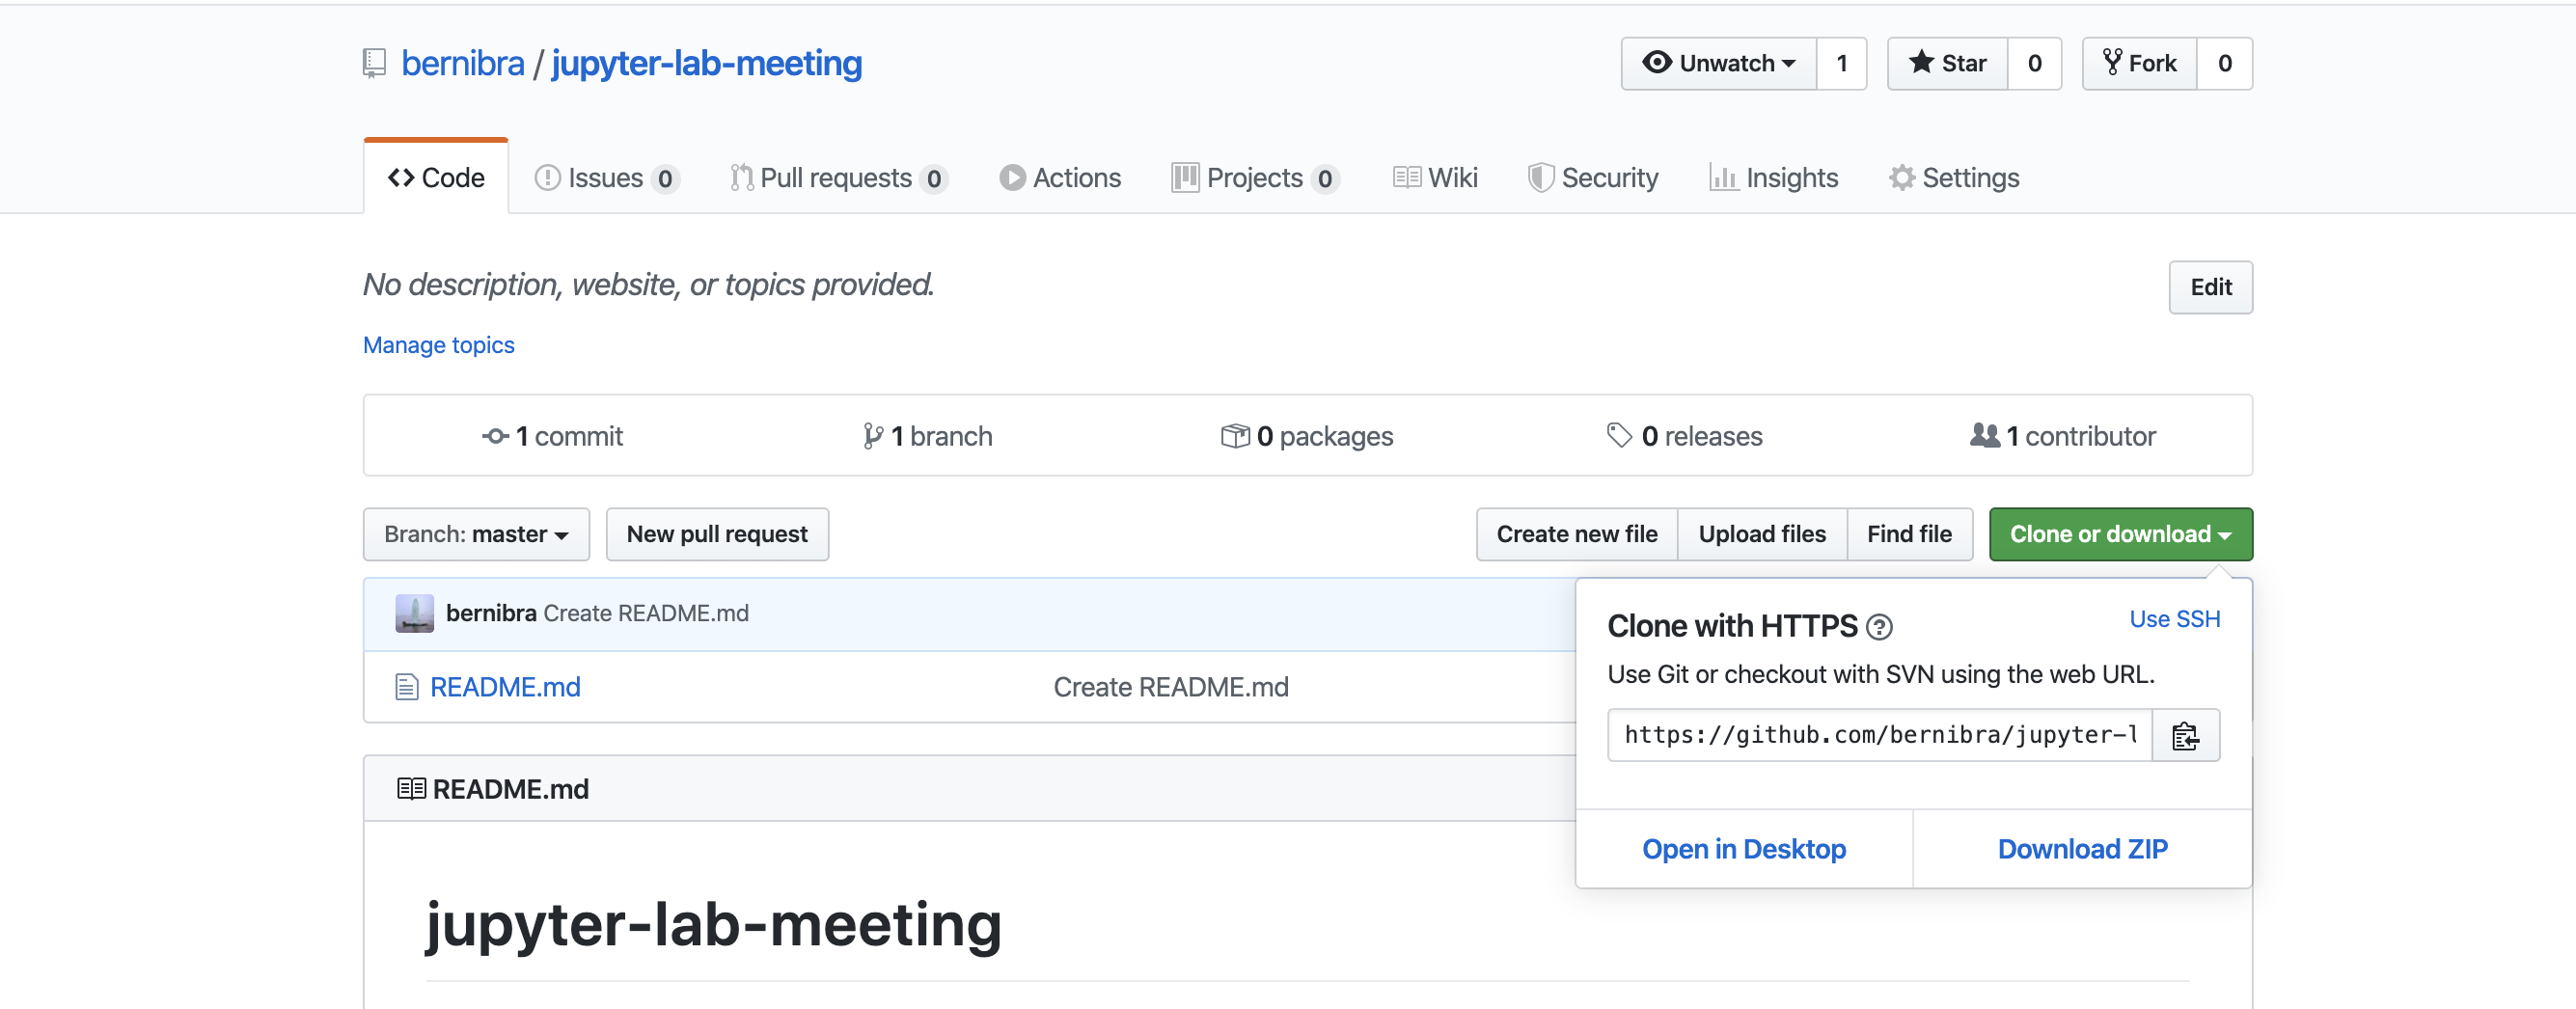 bernibra / jupyter-lab-meeting
Unwatch 1
Star 0
Fork 0
Code
Issues 0
Pull requests 0
Actions
Projects 0
Wiki
Security
Insights
Settings
No description, website, or topics provided.
Edit
Manage topics
1 commit
1 branch
0 packages
0 releases
1 contributor
Branch: master
New pull request
Create new file
Upload files
Find file
Clone or download
bernibra Create README.md
README.md
Create README.md
Clone with HTTPS
Use SSH
Use Git or checkout with SVN using the web URL.
https://github.com/bernibra/jupyter-l
Open in Desktop
Download ZIP
README.md
jupyter-lab-meeting